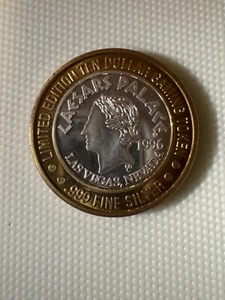 LIMITED EDITION TEN DOLLAR GAMING TOKEN
CAESARS PALACE
1996
LAS VEGAS, NEVADA
.999 FINE SILVER